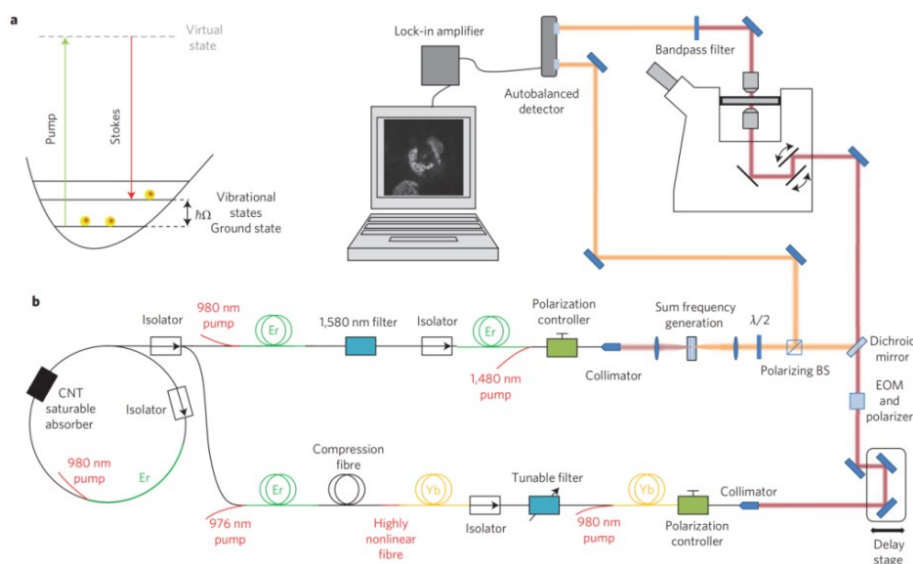 a
Virtual
state
Pump
Stokes
ħΩ
Vibrational
states
Ground state
Lock-in amplifier
Autobalanced
detector
Bandpass filter
b
Isolator
980 nm
pump
Er
1,580 nm filter
Isolator
Er
1,480 nm
pump
Polarization
controller
Collimator
Sum frequency
generation
λ/2
Polarizing BS
Dichroic
mirror
EOM
and
polarizer
CNT
saturable
absorber
Isolator
980 nm
pump
Er
976 nm
pump
Er
Compression
fibre
Highly
nonlinear
fibre
Yb
Isolator
Tunable filter
980 nm
pump
Yb
Polarization
controller
Collimator
Delay
stage